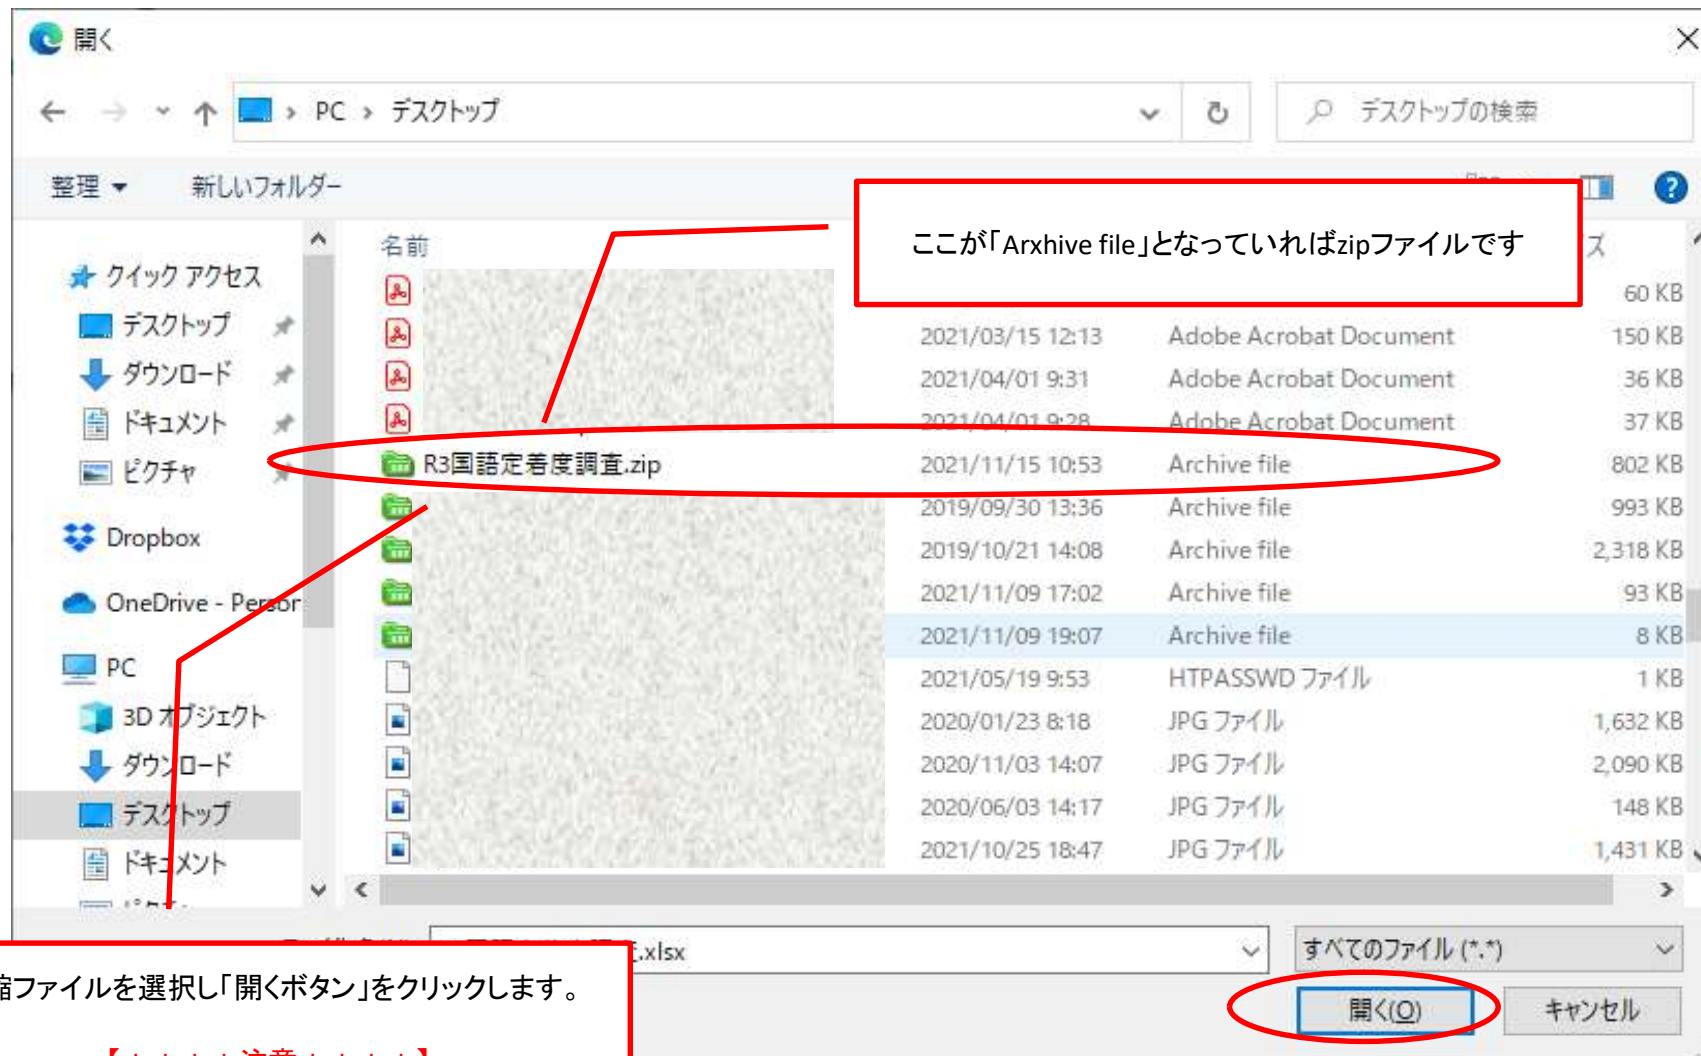 開く
PC › デスクトップ
デスクトップの検索
整理
新しいフォルダー
ここが「Arxhive file」となっていればzipファイルです
名前
ズ
60 KB
2021/03/15 12:13 Adobe Acrobat Document 150 KB
2021/04/01 9:31 Adobe Acrobat Document 36 KB
2021/04/01 9:28 Adobe Acrobat Document 37 KB
R3国語定着度調査.zip 2021/11/15 10:53 Archive file 802 KB
2019/09/30 13:36 Archive file 993 KB
2019/10/21 14:08 Archive file 2,318 KB
2021/11/09 17:02 Archive file 93 KB
2021/11/09 19:07 Archive file 8 KB
2021/05/19 9:53 HTPASSWD ファイル 1 KB
2020/01/23 8:18 JPG ファイル 1,632 KB
2020/11/03 14:07 JPG ファイル 2,090 KB
2020/06/03 14:17 JPG ファイル 148 KB
2021/10/25 18:47 JPG ファイル 1,431 KB
クイック アクセス
デスクトップ
ダウンロード
ドキュメント
ピクチャ
Dropbox
OneDrive - Person
PC
3D オブジェクト
ダウンロード
デスクトップ
ドキュメント
.xlsx
すべてのファイル (*.*)
縮ファイルを選択し「開くボタン」をクリックします。
開く(O)
キャンセル
注意